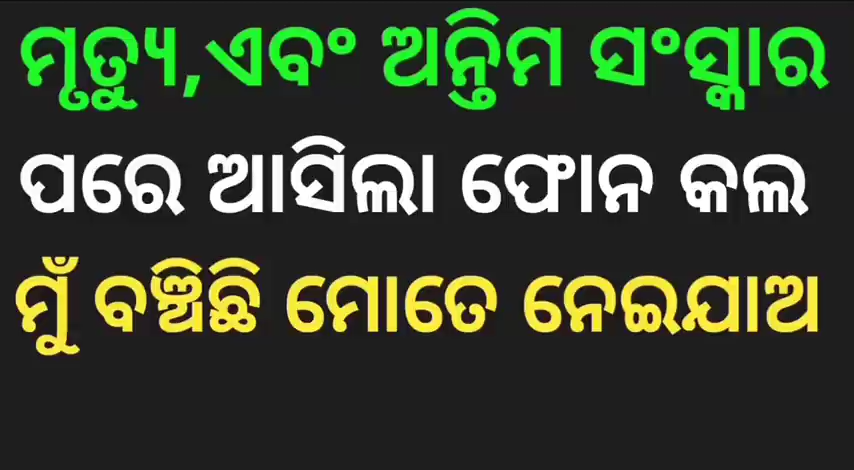 ମୃତ୍ୟୁ,ଏବଂ ଅନ୍ତିମ ସଂସ୍କାର
ପରେ ଆସିଲା ଫୋନ କଲ
ମୁଁ ବଞ୍ଚିଛି ମୋତେ ନେଇଯାଅ